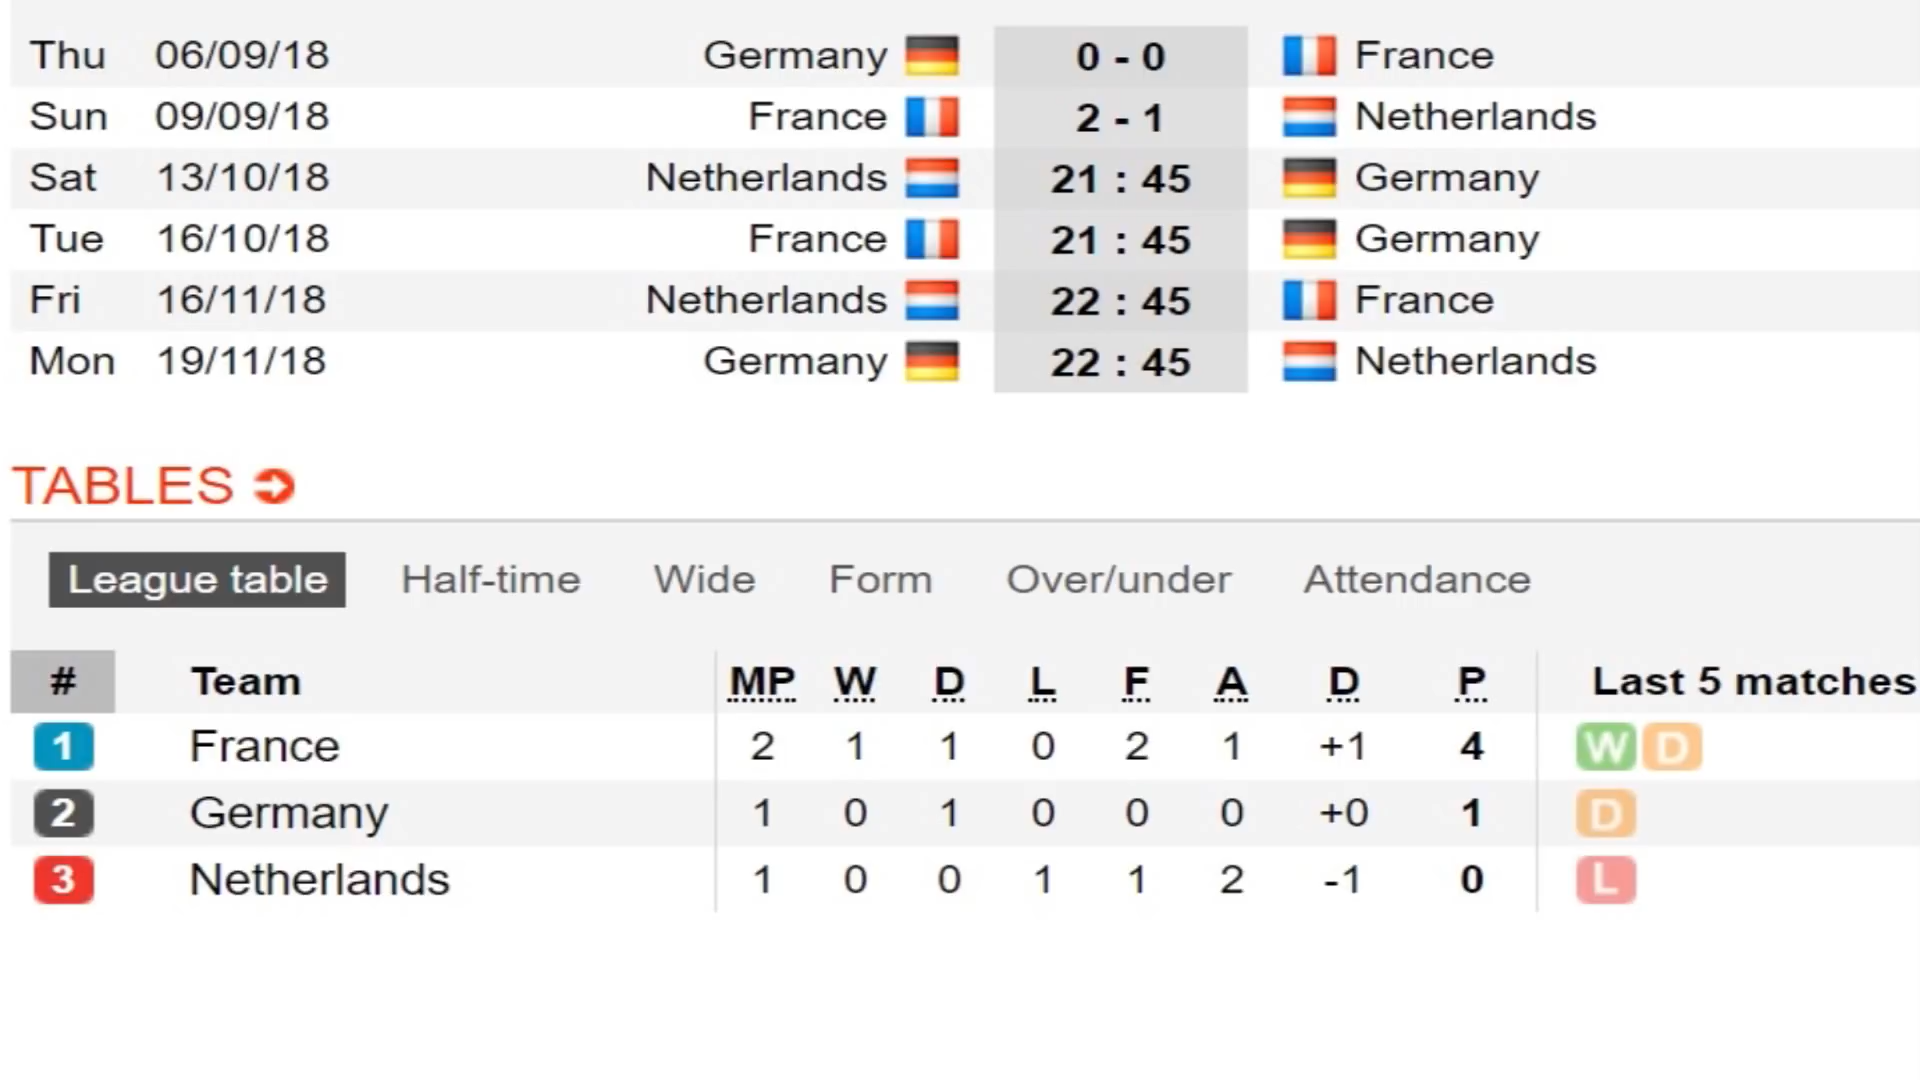 Thu 06/09/18 Germany 0 - 0 France
Sun 09/09/18 France 2 - 1 Netherlands
Sat 13/10/18 Netherlands 21 : 45 Germany
Tue 16/10/18 France 21 : 45 Germany
Fri 16/11/18 Netherlands 22 : 45 France
Mon 19/11/18 Germany 22 : 45 Netherlands
TABLES
League table Half-time Wide Form Over/under Attendance
# Team MP W D L F A D P Last 5 matches
1 France 2 1 1 0 2 1 +1 4 W D
2 Germany 1 0 1 0 0 0 +0 1 D
3 Netherlands 1 0 0 1 1 2 -1 0 L